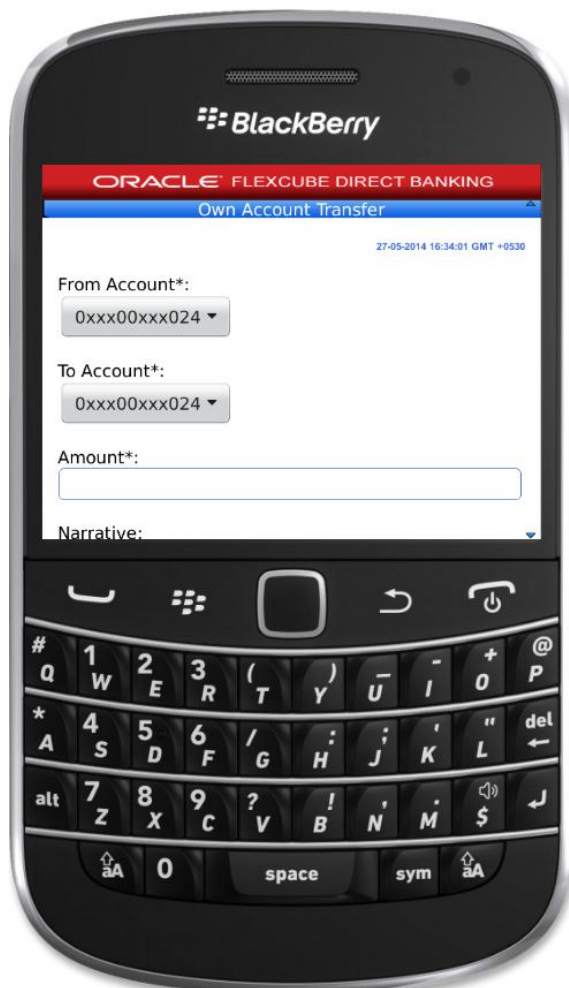 BlackBerry
ORACLE FLEXCUBE DIRECT BANKING
Own Account Transfer
27-05-2014 16:34:01 GMT +0530
From Account*:
0xxx00xxx024
To Account*:
0xxx00xxx024
Amount*:
Narrative:
# Q 1 W 2 E 3 R ( T ) Y _ U - I + O @ P
* A 4 S 5 D 6 F / G : H ; J ' K " L del
alt 7 Z 8 X 9 C ? V ! B , N . M $
aA 0 space sym aA